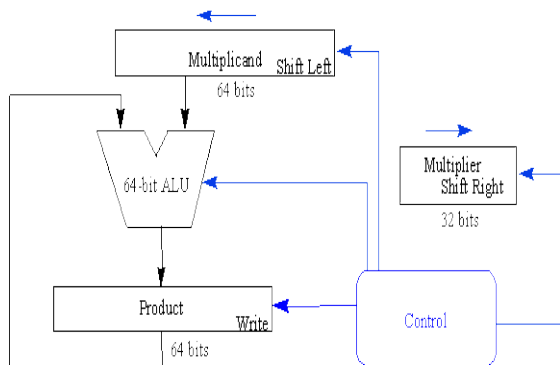 Multiplicand
Shift Left
64 bits
64-bit ALU
Multiplier
Shift Right
32 bits
Product
Write
64 bits
Control